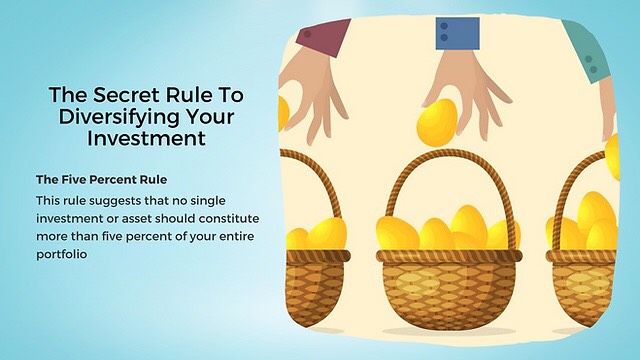 The Secret Rule To
Diversifying Your
Investment
The Five Percent Rule
This rule suggests that no single
investment or asset should constitute
more than five percent of your entire
portfolio